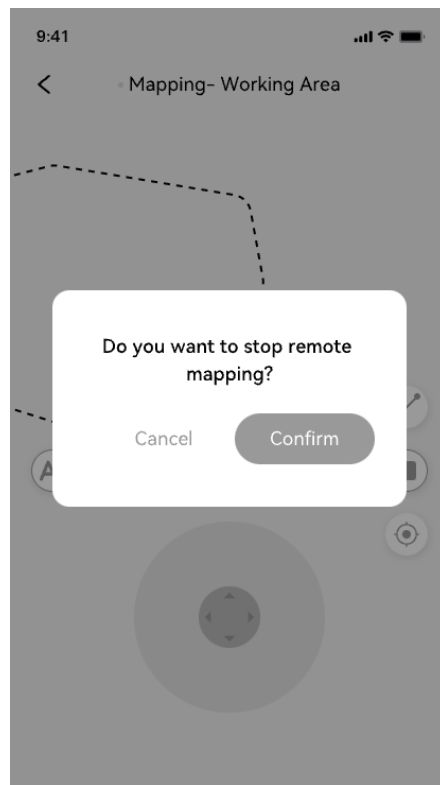 9:41
Mapping- Working Area
Do you want to stop remote
mapping?
Cancel
Confirm
A